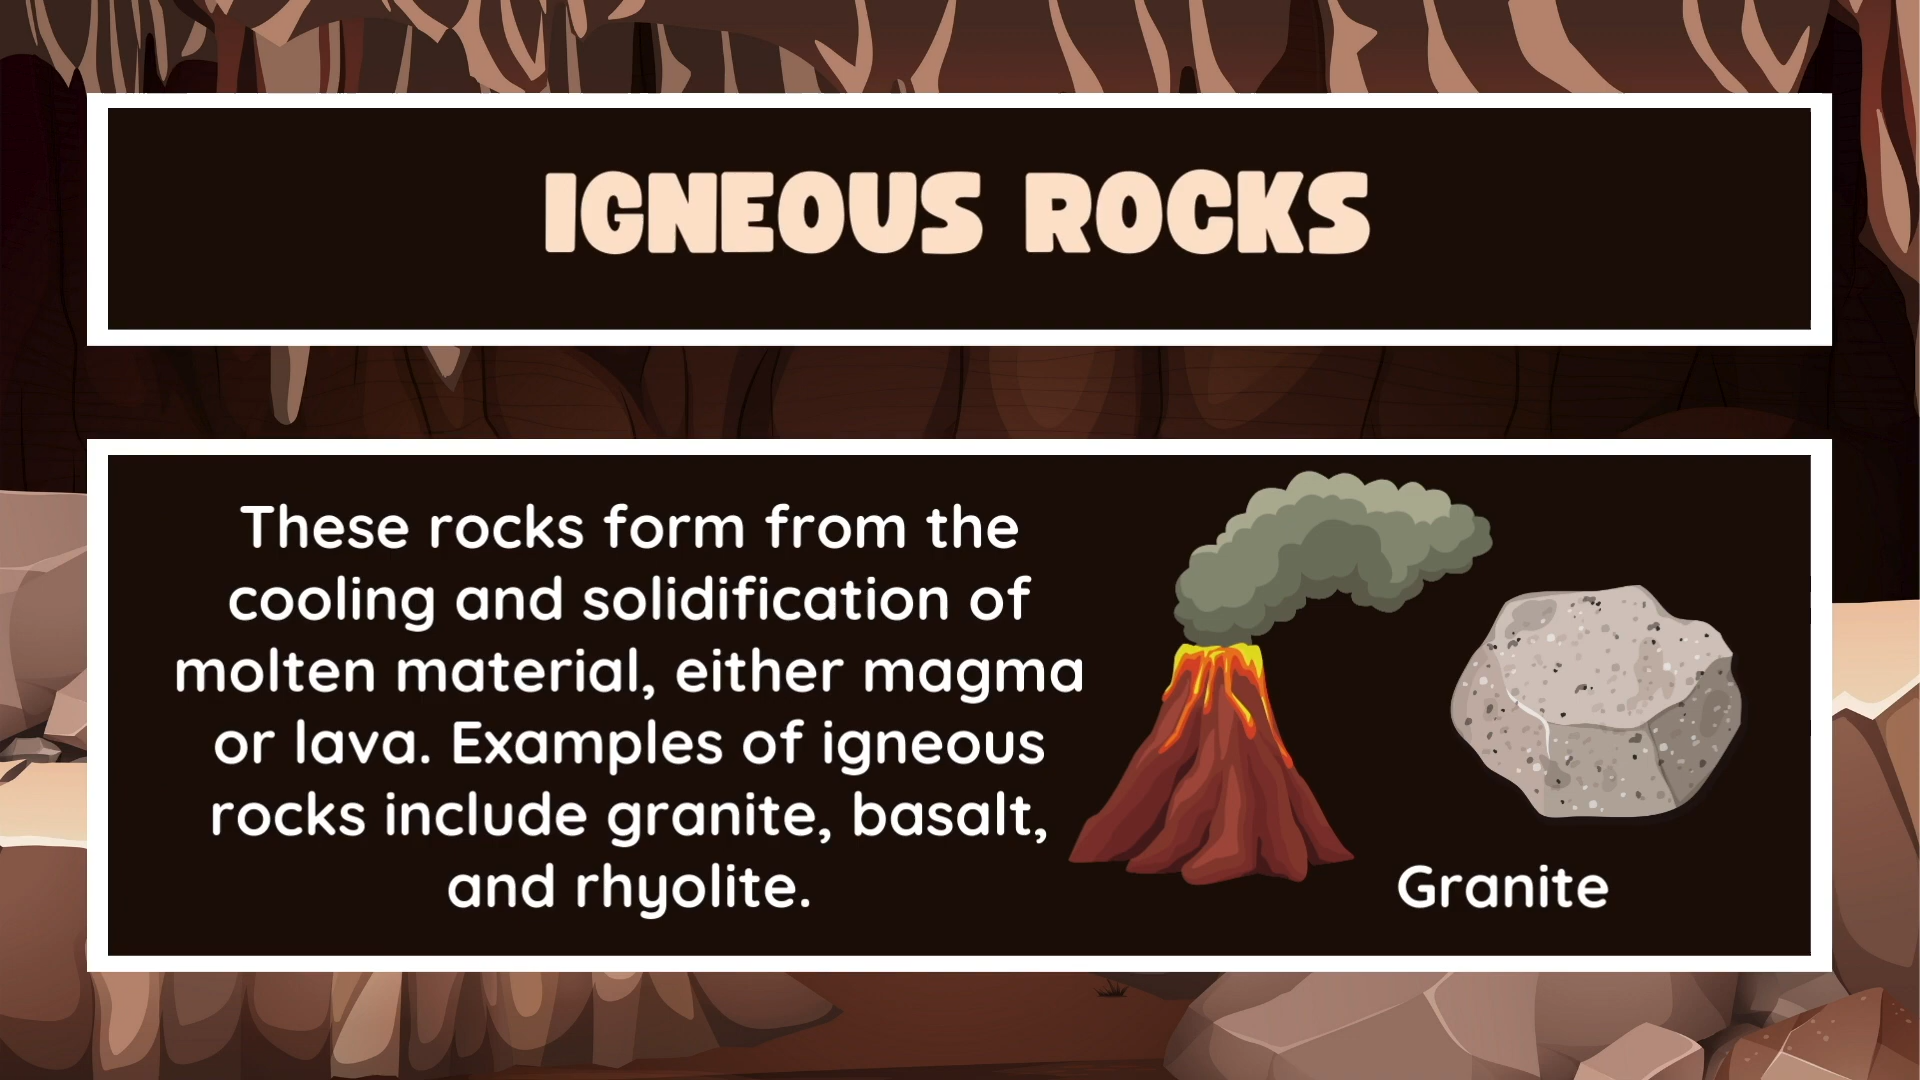 IGNEOUS ROCKS
These rocks form from the
cooling and solidification of
molten material, either magma
or lava. Examples of igneous
rocks include granite, basalt,
and rhyolite.
Granite